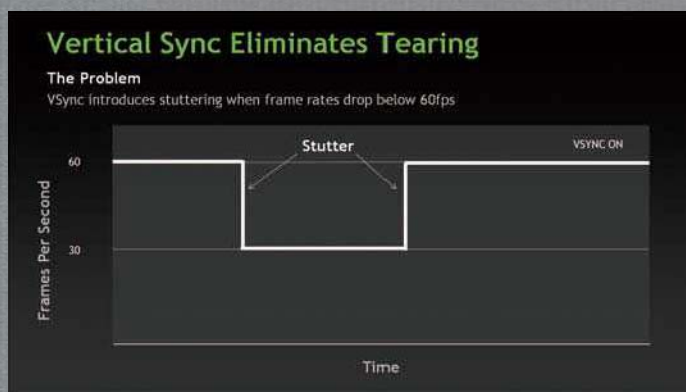 Vertical Sync Eliminates Tearing
The Problem
VSync introduces stuttering when frame rates drop below 60fps
Stutter
VSYNC ON
60
30
Frames Per Second
Time